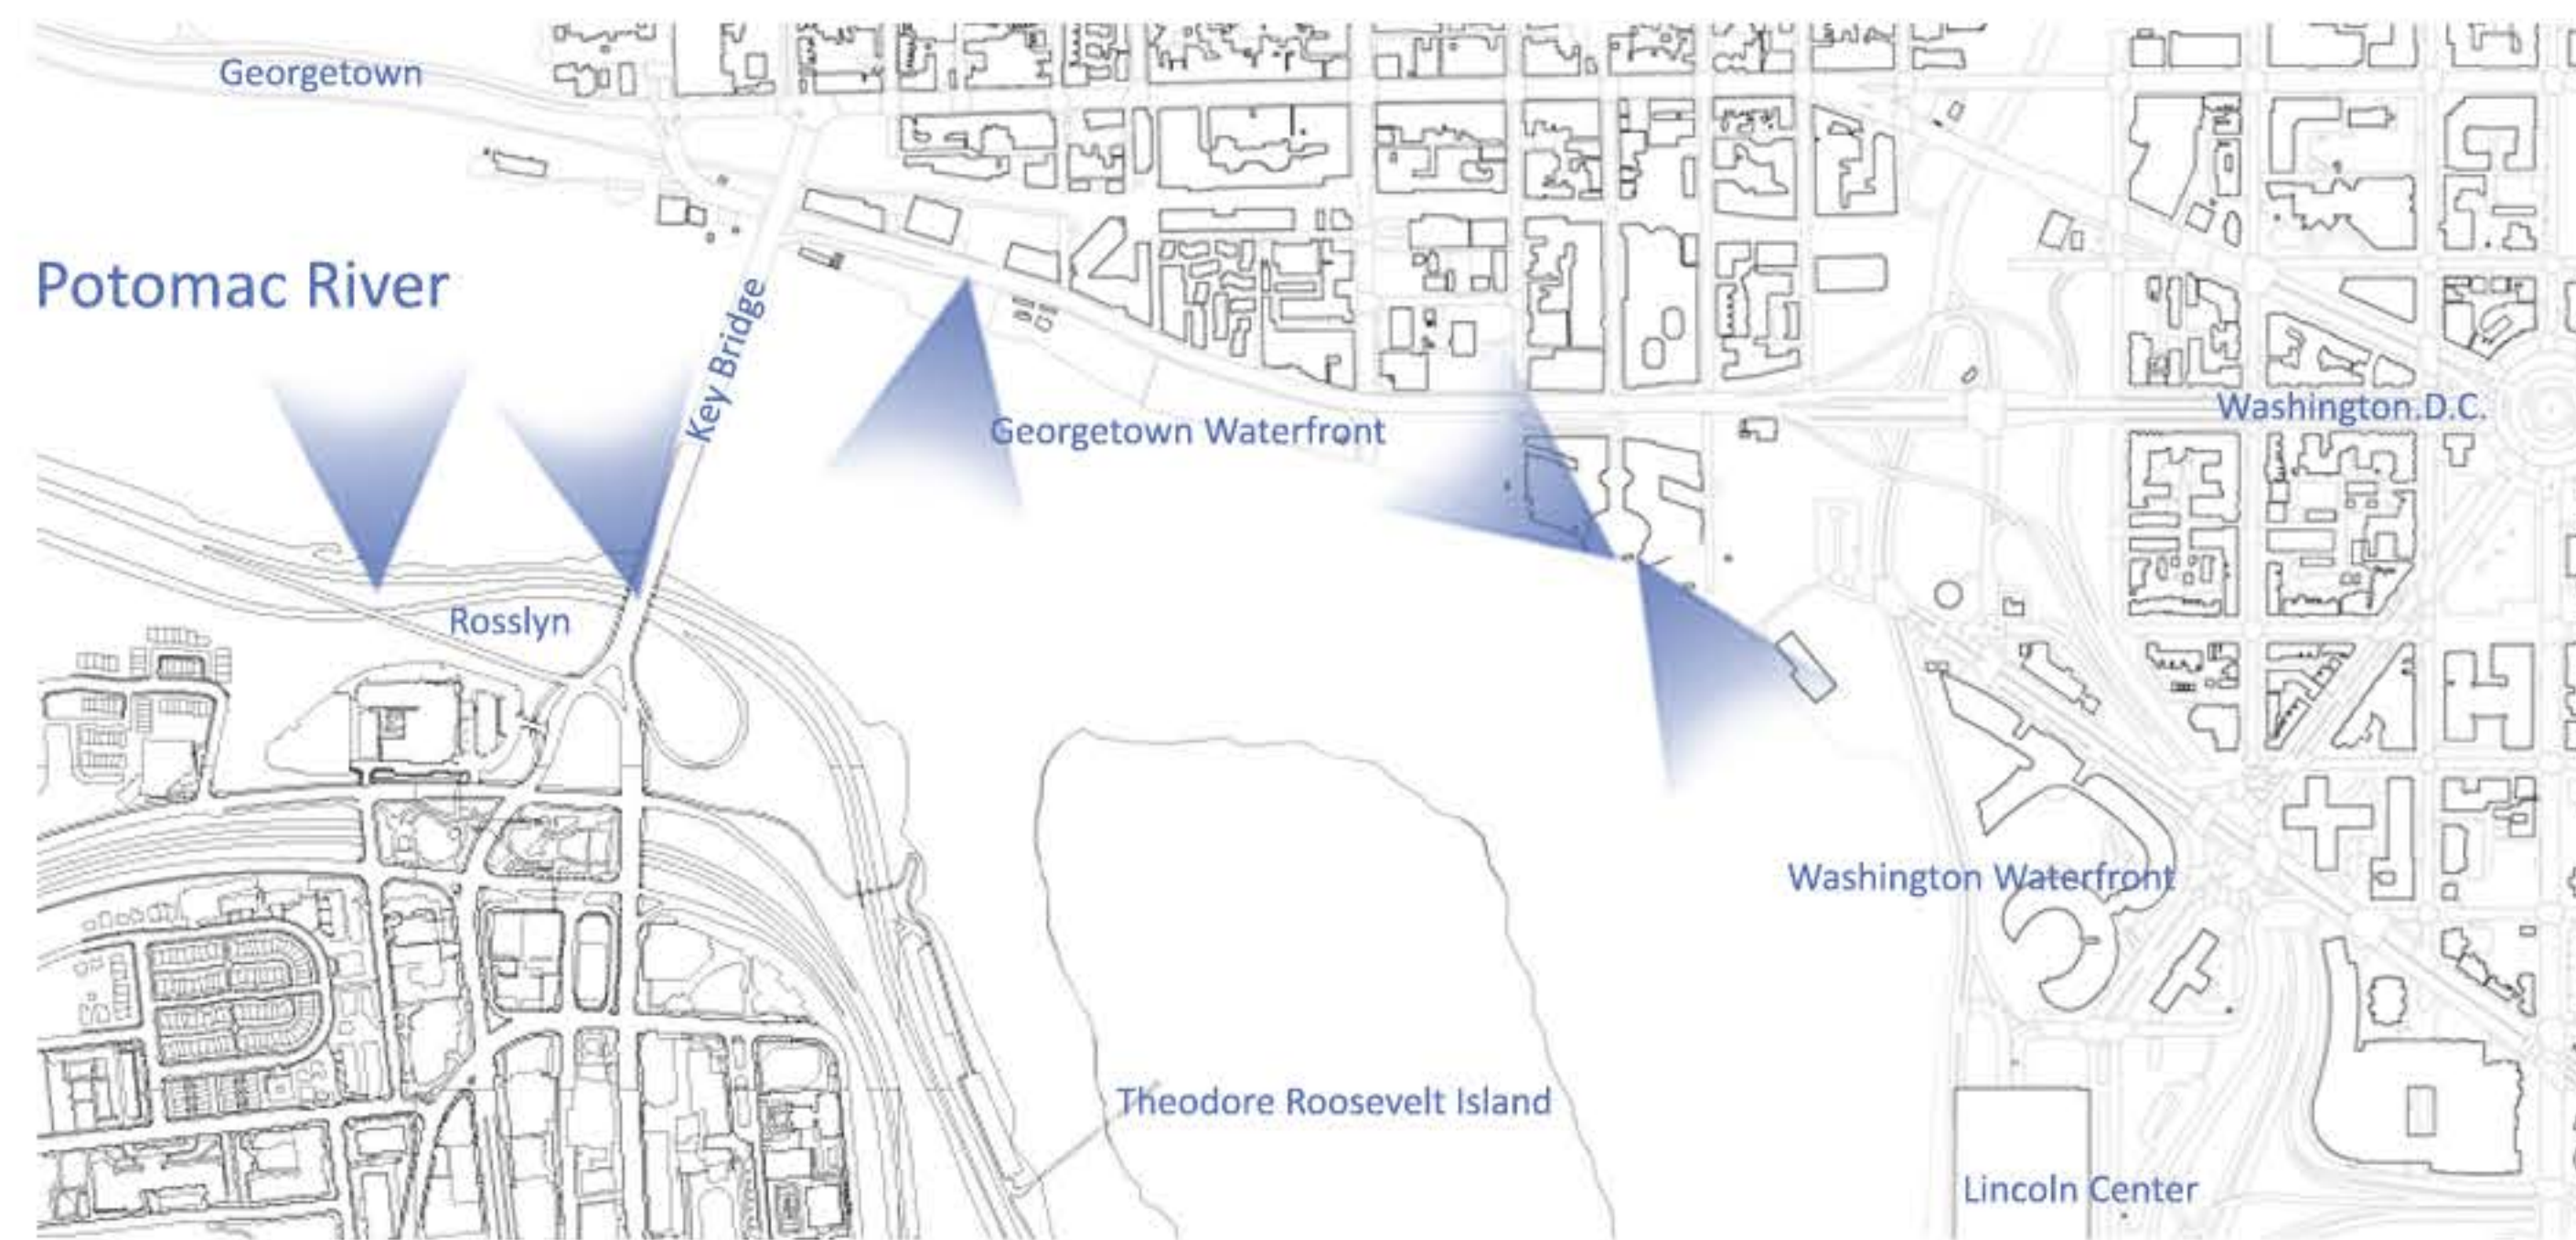 Georgetown
Potomac River
Key Bridge
Georgetown Waterfront
Washington.D.C.
Rosslyn
Washington Waterfront
Theodore Roosevelt Island
Lincoln Center